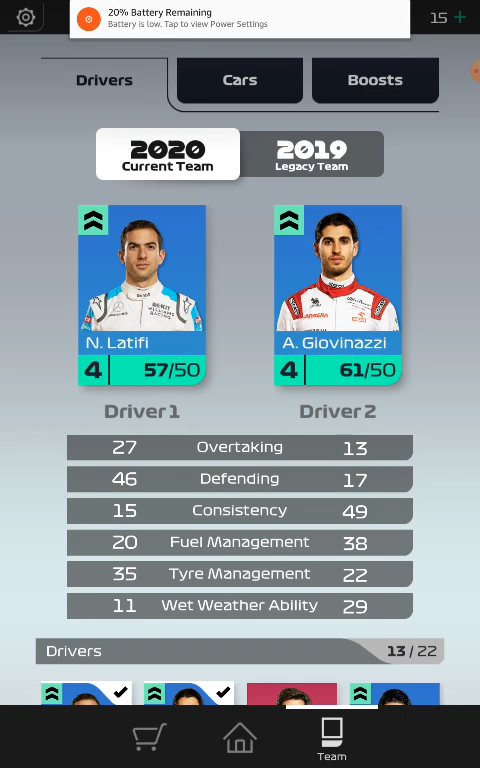 20% Battery Remaining
Battery is low. Tap to view Power Settings
15 +
Drivers
Cars
Boosts
2020
Current Team
2019
Legacy Team
N. Latifi
4 57/50
A. Giovinazzi
4 61/50
Driver 1
Driver 2
27 Overtaking 13
46 Defending 17
15 Consistency 49
20 Fuel Management 38
35 Tyre Management 22
11 Wet Weather Ability 29
Drivers 13 / 22
Team